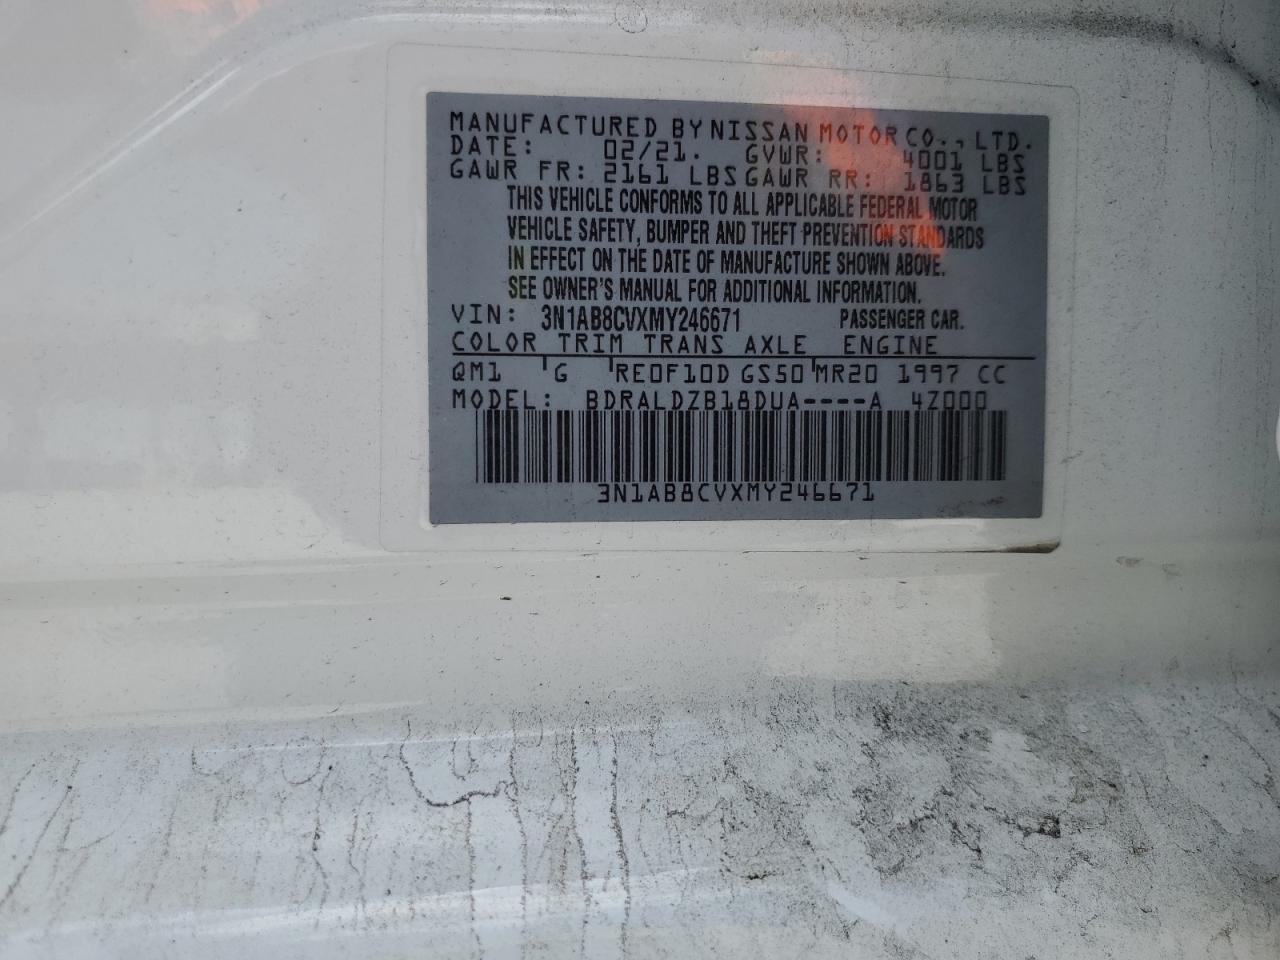 MANUFACTURED BY NISSAN MOTOR CO., LTD.
DATE: 02/21. GVWR: 4001 LBS
GAWR FR: 2161 LBS GAWR RR: 1863 LBS
THIS VEHICLE CONFORMS TO ALL APPLICABLE FEDERAL MOTOR
VEHICLE SAFETY, BUMPER AND THEFT PREVENTION STANDARDS
IN EFFECT ON THE DATE OF MANUFACTURE SHOWN ABOVE.
SEE OWNER'S MANUAL FOR ADDITIONAL INFORMATION.
VIN: 3N1AB8CVXMY246671 PASSENGER CAR.
COLOR TRIM TRANS AXLE ENGINE
QM1 G RE0F10D GS50 MR20 1997 CC
MODEL: BDRALDZB18DUA----A 4Z000
3N1AB8CVXMY246671